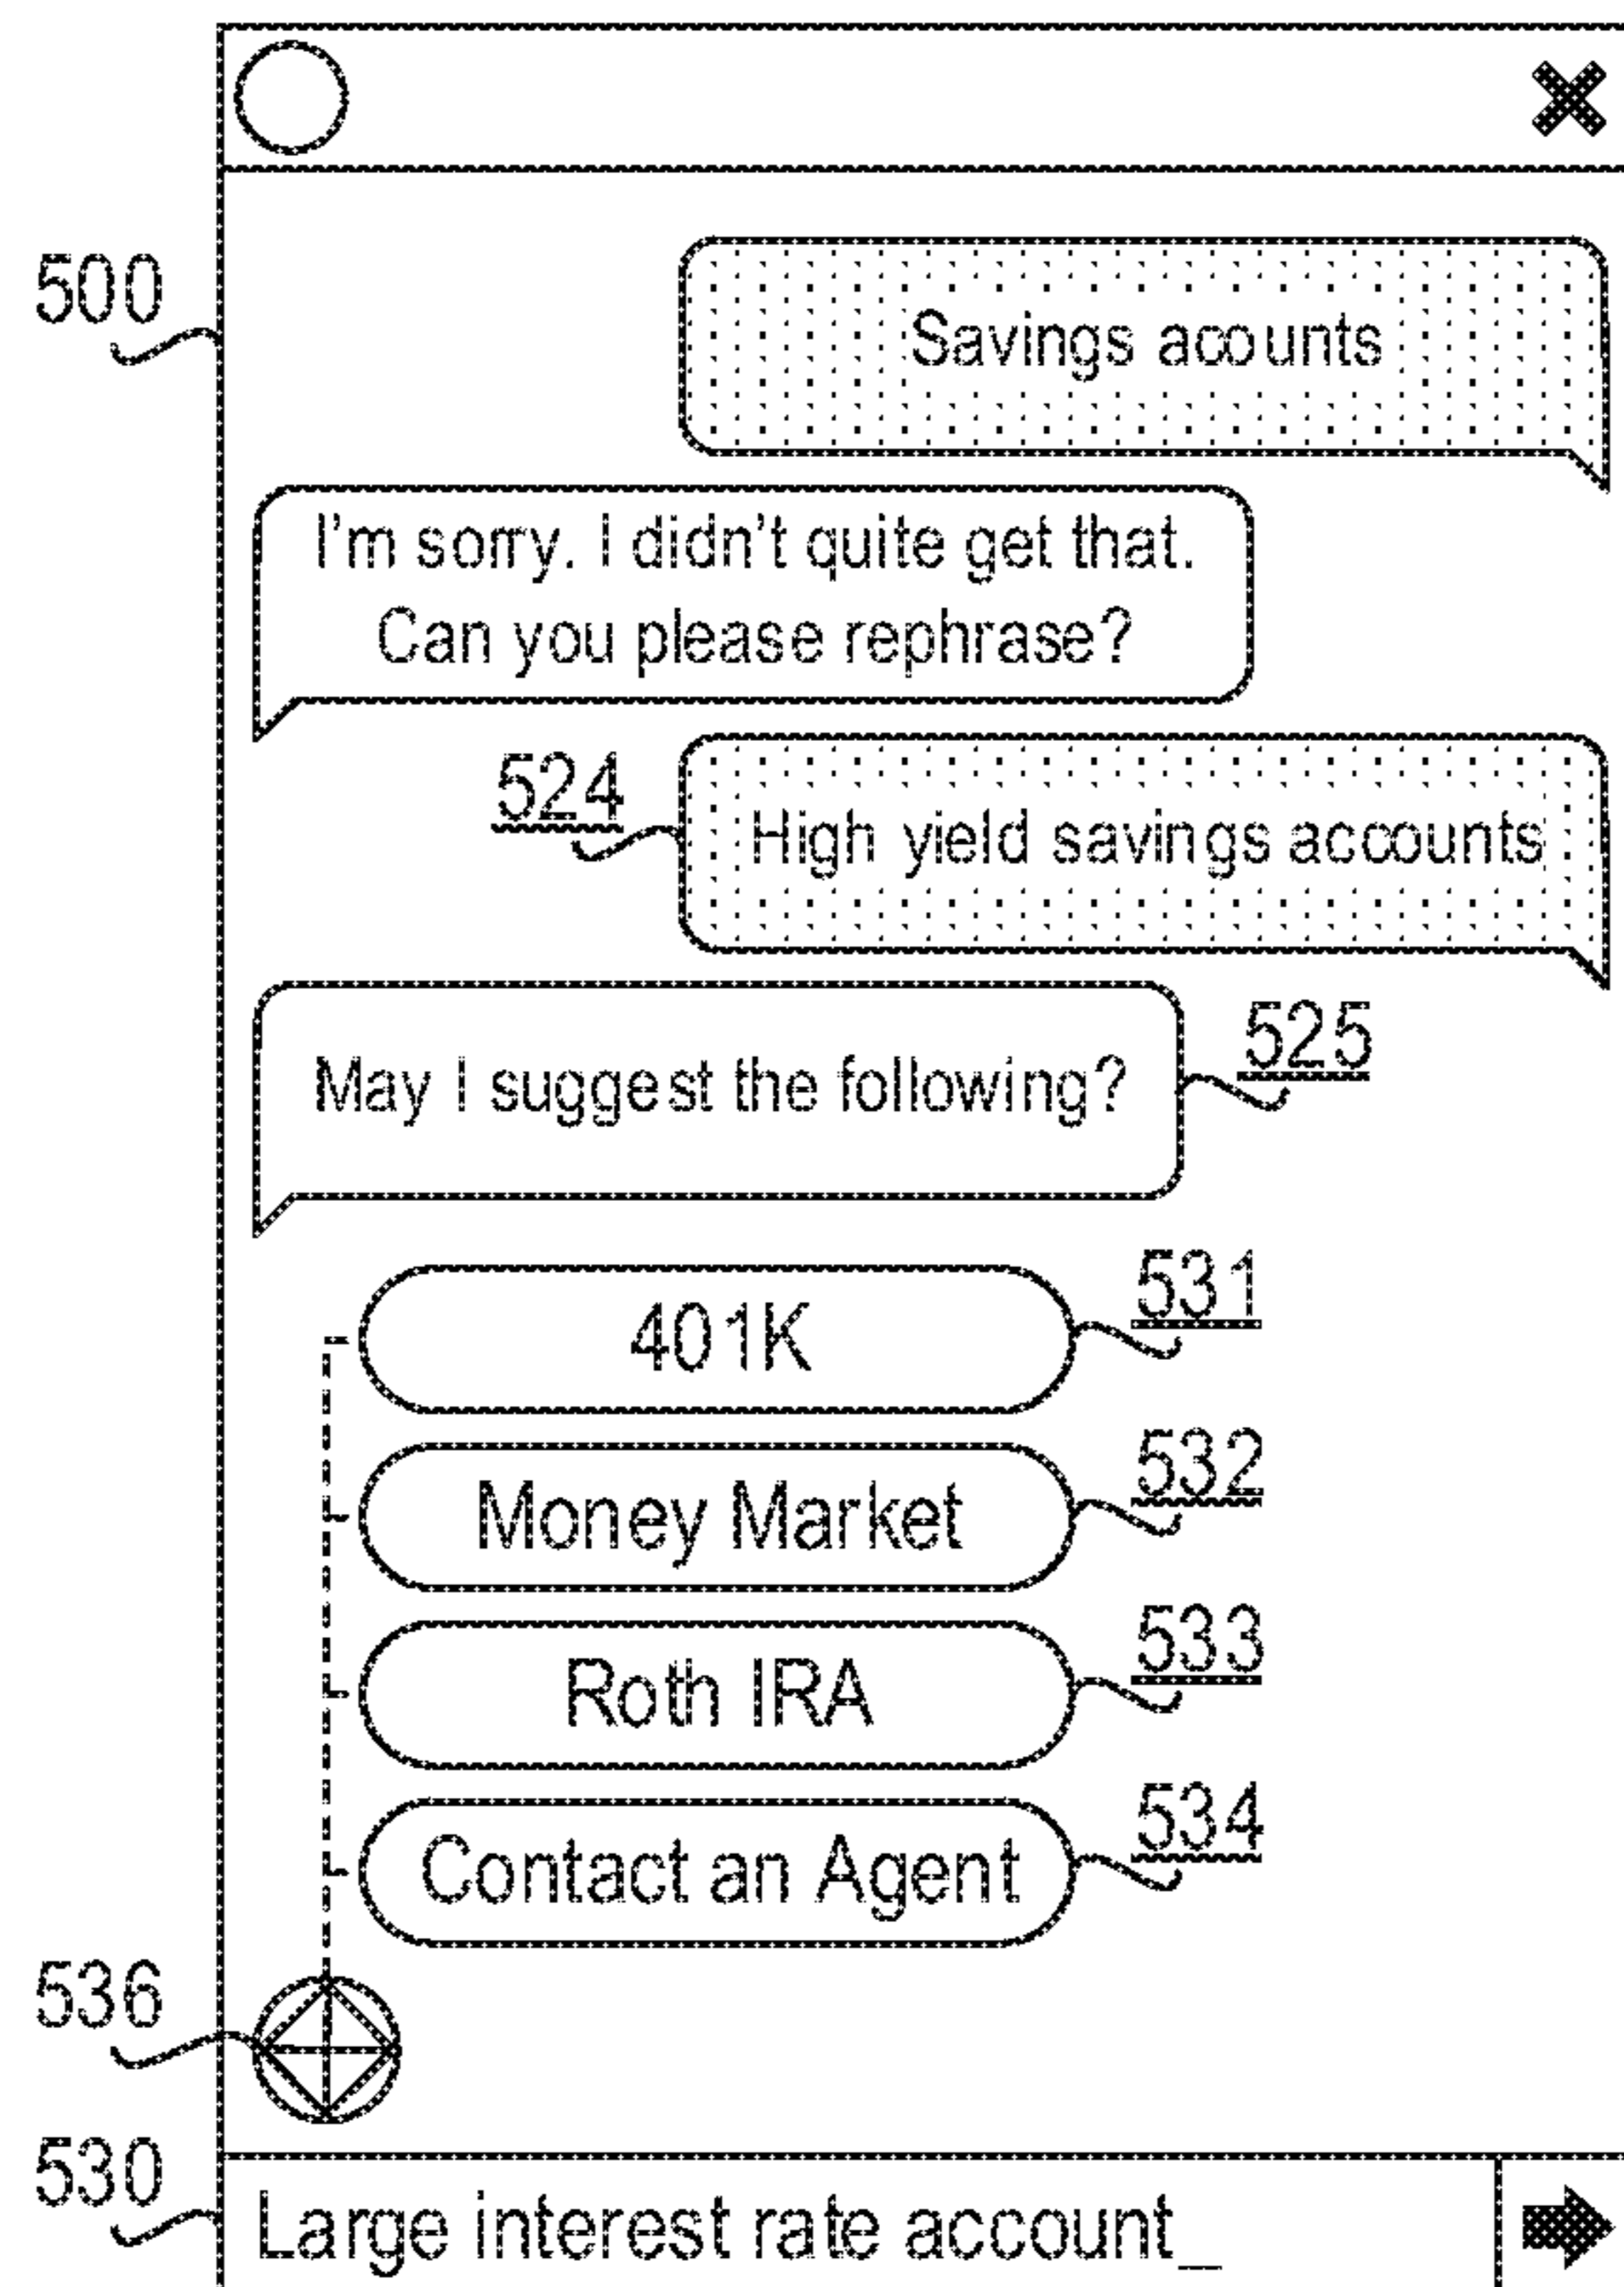 500
Savings acounts
I'm sorry. I didn't quite get that.
Can you please rephrase?
524
High yield savings accounts
May I suggest the following?
525
401K
531
Money Market
532
Roth IRA
533
Contact an Agent
534
536
530
Large interest rate account_